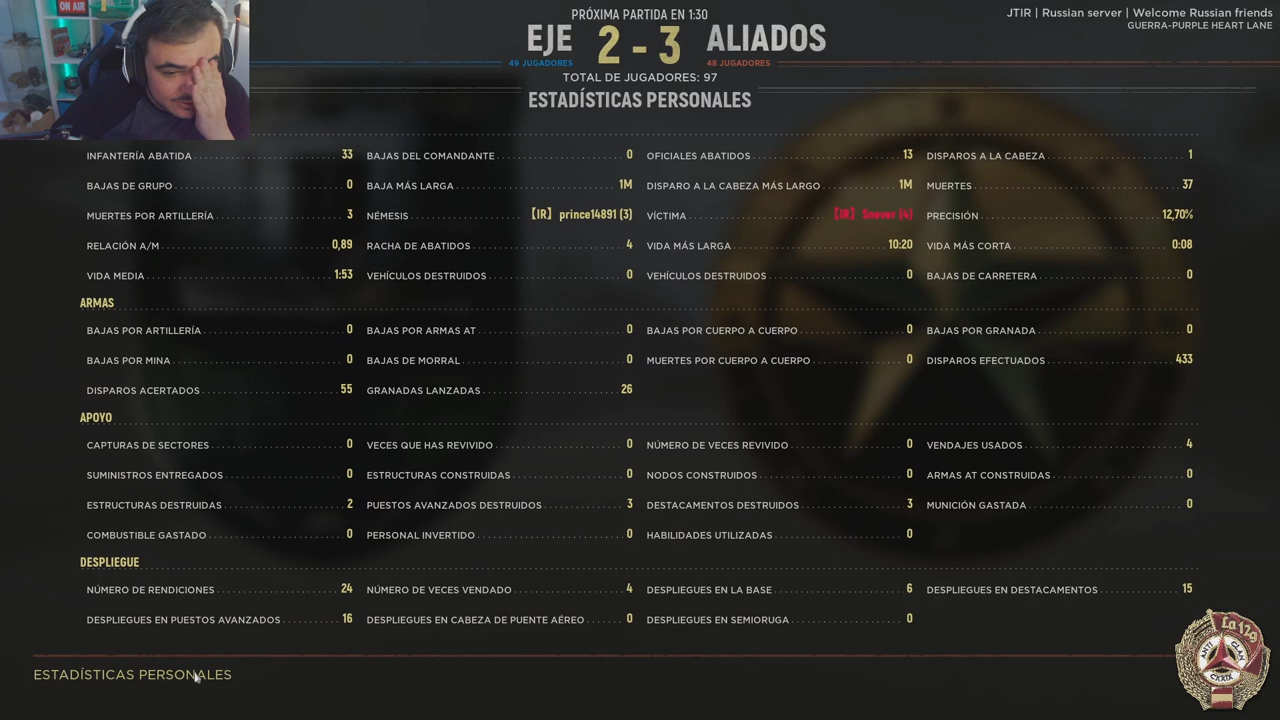 ON AIR
PRÓXIMA PARTIDA EN 1:30
EJE 2 - 3 ALIADOS
49 JUGADORES 48 JUGADORES
TOTAL DE JUGADORES: 97
JTIR | Russian server | Welcome Russian friends
GUERRA-PURPLE HEART LANE
ESTADÍSTICAS PERSONALES
INFANTERÍA ABATIDA 33 BAJAS DEL COMANDANTE 0 OFICIALES ABATIDOS 13 DISPAROS A LA CABEZA 1
BAJAS DE GRUPO 0 BAJA MÁS LARGA 1M DISPARO A LA CABEZA MÁS LARGO 1M MUERTES 37
MUERTES POR ARTILLERÍA 3 NÉMESIS 【IR】prince14891 (3) VÍCTIMA 【IR】Snever (4) PRECISIÓN 12,70%
RELACIÓN A/M 0,89 RACHA DE ABATIDOS 4 VIDA MÁS LARGA 10:20 VIDA MÁS CORTA 0:08
VIDA MEDIA 1:53 VEHÍCULOS DESTRUIDOS 0 VEHÍCULOS DESTRUIDOS 0 BAJAS DE CARRETERA 0
ARMAS
BAJAS POR ARTILLERÍA 0 BAJAS POR ARMAS AT 0 BAJAS POR CUERPO A CUERPO 0 BAJAS POR GRANADA 0
BAJAS POR MINA 0 BAJAS DE MORRAL 0 MUERTES POR CUERPO A CUERPO 0 DISPAROS EFECTUADOS 433
DISPAROS ACERTADOS 55 GRANADAS LANZADAS 26
APOYO
CAPTURAS DE SECTORES 0 VECES QUE HAS REVIVIDO 0 NÚMERO DE VECES REVIVIDO 0 VENDAJES USADOS 4
SUMINISTROS ENTREGADOS 0 ESTRUCTURAS CONSTRUIDAS 0 NODOS CONSTRUIDOS 0 ARMAS AT CONSTRUIDAS 0
ESTRUCTURAS DESTRUIDAS 2 PUESTOS AVANZADOS DESTRUIDOS 3 DESTACAMENTOS DESTRUIDOS 3 MUNICIÓN GASTADA 0
COMBUSTIBLE GASTADO 0 PERSONAL INVERTIDO 0 HABILIDADES UTILIZADAS 0
DESPLIEGUE
NÚMERO DE RENDICIONES 24 NÚMERO DE VECES VENDADO 4 DESPLIEGUES EN LA BASE 6 DESPLIEGUES EN DESTACAMENTOS 15
DESPLIEGUES EN PUESTOS AVANZADOS 16 DESPLIEGUES EN CABEZA DE PUENTE AÉREO 0 DESPLIEGUES EN SEMIORUGA 0
ESTADÍSTICAS PERSONALES
La 129
ANTI CLAN
CXXIX